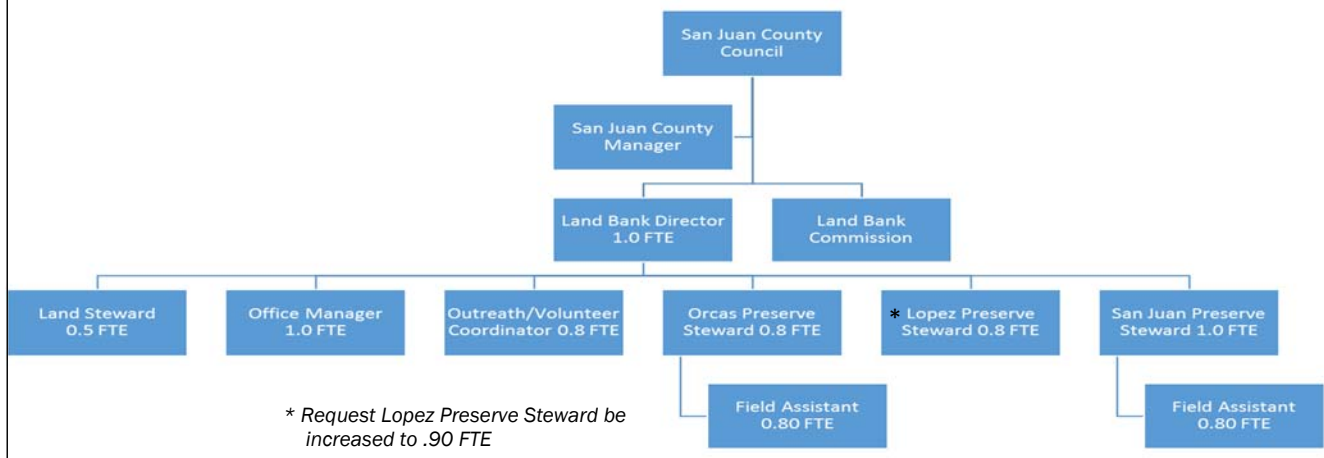 San Juan County
Council
San Juan County
Manager
Land Bank Director
1.0 FTE
Land Bank
Commission
Land Steward
0.5 FTE
Office Manager
1.0 FTE
Outreath/Volunteer
Coordinator 0.8 FTE
Orcas Preserve
Steward 0.8 FTE
* Lopez Preserve
Steward 0.8 FTE
San Juan Preserve
Steward 1.0 FTE
Field Assistant
0.80 FTE
Field Assistant
0.80 FTE
* Request Lopez Preserve Steward be
increased to .90 FTE